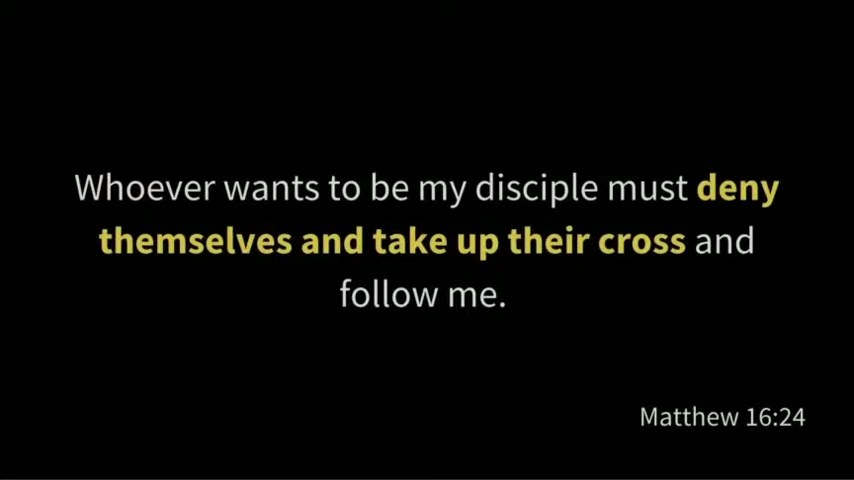 Whoever wants to be my disciple must deny
themselves and take up their cross and
follow me.
Matthew 16:24